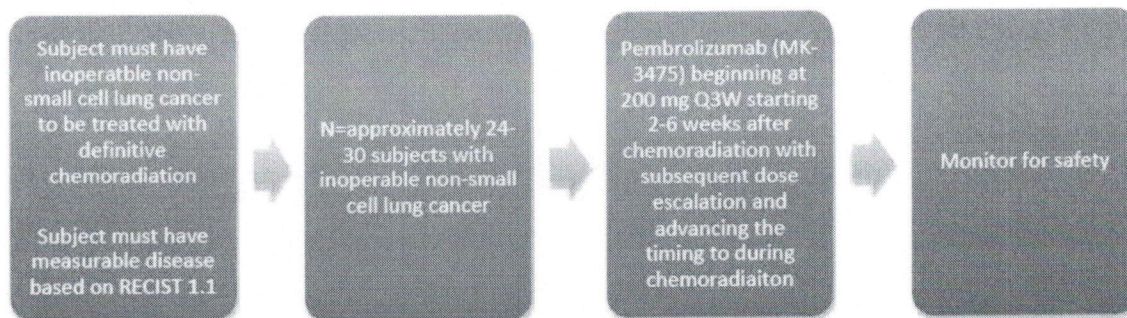 Subject must have
inoperatble non-
small cell lung cancer
to be treated with
definitive
chemoradiation
Subject must have
measurable disease
based on RECIST 1.1
N=approximately 24-
30 subjects with
inoperable non-small
cell lung cancer
Pembrolizumab (MK-
3475) beginning at
200 mg Q3W starting
2-6 weeks after
chemoradiation with
subsequent dose
escalation and
advancing the
timing to during
chemoradiaiton
Monitor for safety